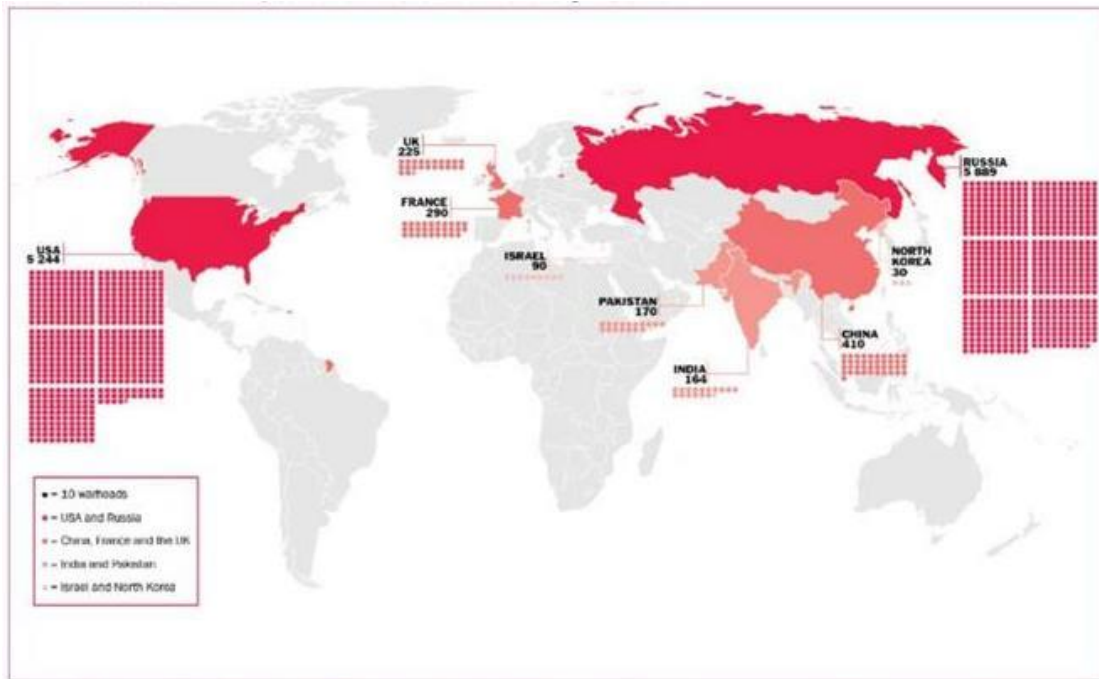 UK
225
FRANCE
290
ISRAEL
90
PAKISTAN
170
INDIA
164
USA
5 244
RUSSIA
5 889
NORTH
KOREA
30
CHINA
410
= 10 warheads
= USA and Russia
= China, France and the UK
= India and Pakistan
= Israel and North Korea